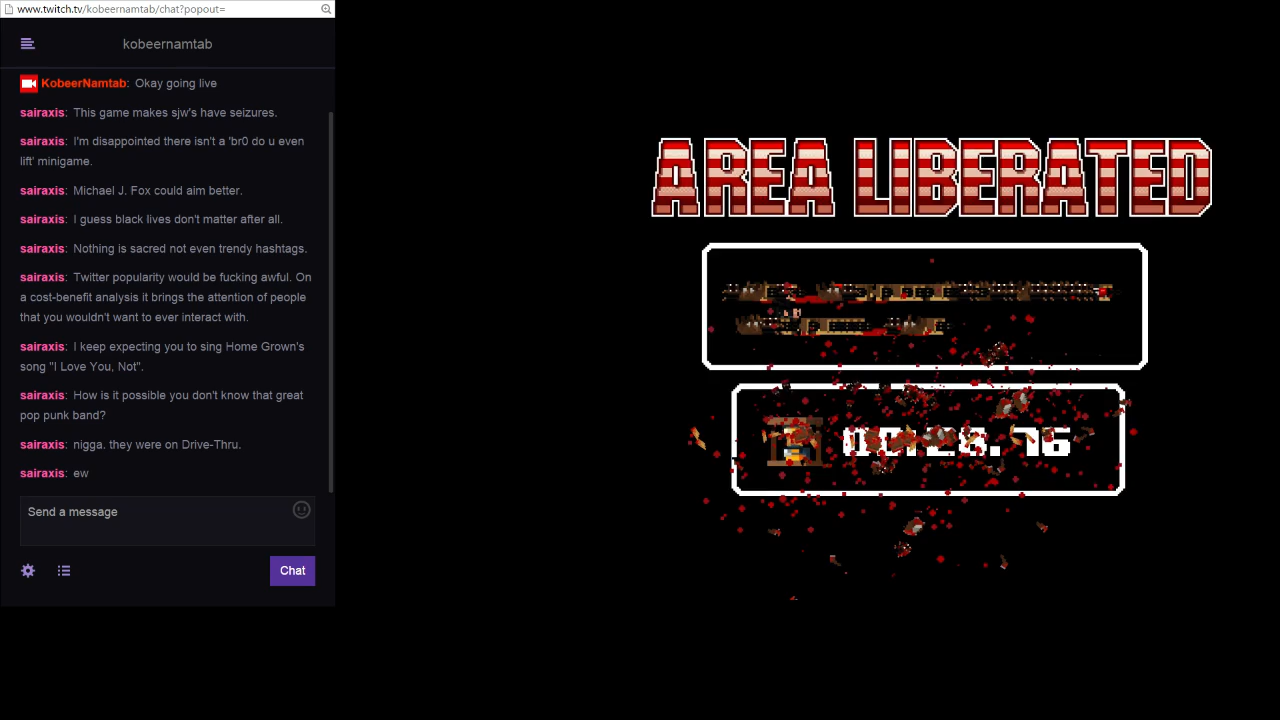 www.twitch.tv/kobeernamtab/chat?popout=
kobeernamtab
KobeerNamtab: Okay going live
sairaxis: This game makes sjw's have seizures.
sairaxis: I'm disappointed there isn't a 'br0 do u even
lift' minigame.
sairaxis: Michael J. Fox could aim better.
sairaxis: I guess black lives don't matter after all.
sairaxis: Nothing is sacred not even trendy hashtags.
sairaxis: Twitter popularity would be fucking awful. On
a cost-benefit analysis it brings the attention of people
that you wouldn't want to ever interact with.
sairaxis: I keep expecting you to sing Home Grown's
song "I Love You, Not".
sairaxis: How is it possible you don't know that great
pop punk band?
sairaxis: nigga. they were on Drive-Thru.
sairaxis: ew
Send a message
Chat
AREA LIBERATED